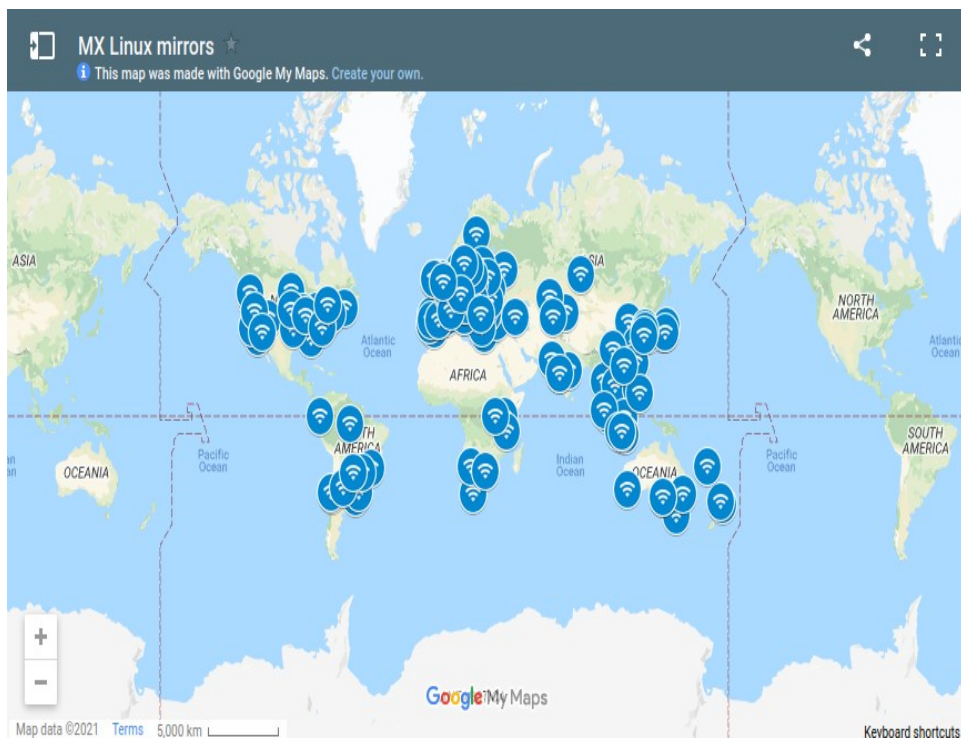 MX Linux mirrors
This map was made with Google My Maps. Create your own.
ASIA
NORTH
AMERICA
Atlantic
Ocean
Atlantic
Ocean
AFRICA
Pacific
Ocean
AMERICA
Indian
Ocean
OCEANIA
OCEANIA
Pacific
Ocean
SOUTH
AMERICA
+
−
Google My Maps
Map data ©2021 Terms 5,000 km
Keyboard shortcuts